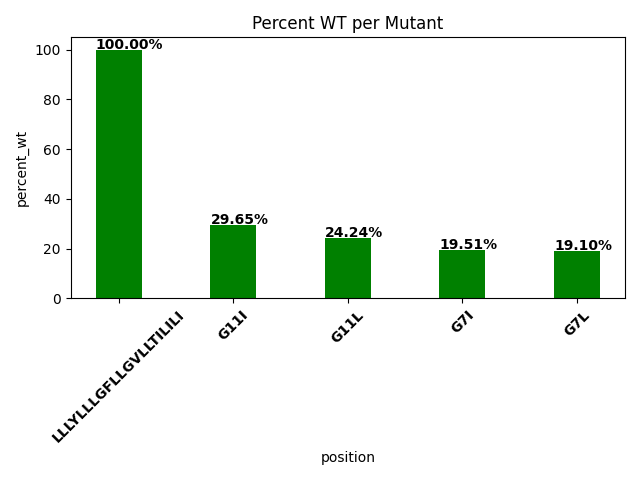 Percent WT per Mutant
percent_wt
100
80
60
40
20
0
100.00%
29.65%
24.24%
19.51%
19.10%
LLLYLLLGFLLGVLLTILILI
G11I
G11L
G7I
G7L
position